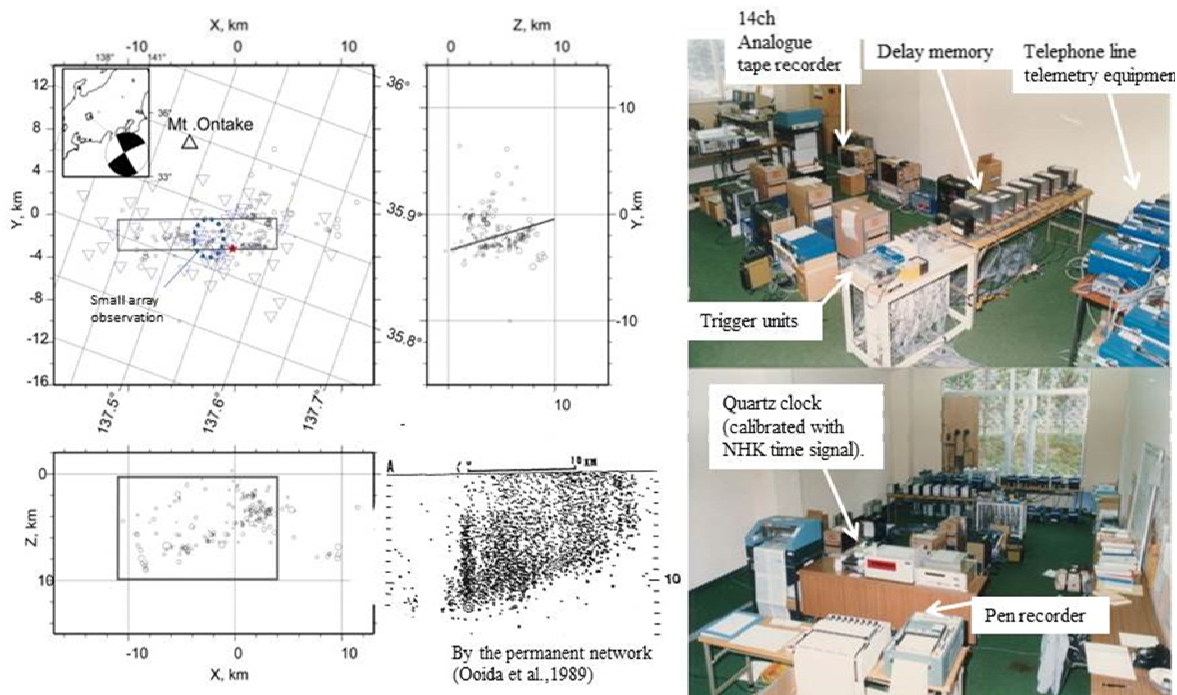 X, km
-10
0
10
138°
141°
36°
33°
12
8
4
0
-4
-8
-12
-16
Y, km
Mt .Ontake
Small array
observation
137.5°
137.6°
137.7°
36°
35.9°
35.8°
Z, km
0
10
10
0
-10
Y, km
10
0
10
Z, km
-10
0
10
X, km
A
10 KM
10
By the permanent network
(Ooida et al.,1989)
14ch
Analogue
tape recorder
Delay memory
Telephone line
telemetry equipmen
Trigger units
Quartz clock
(calibrated with
NHK time signal).
Pen recorder